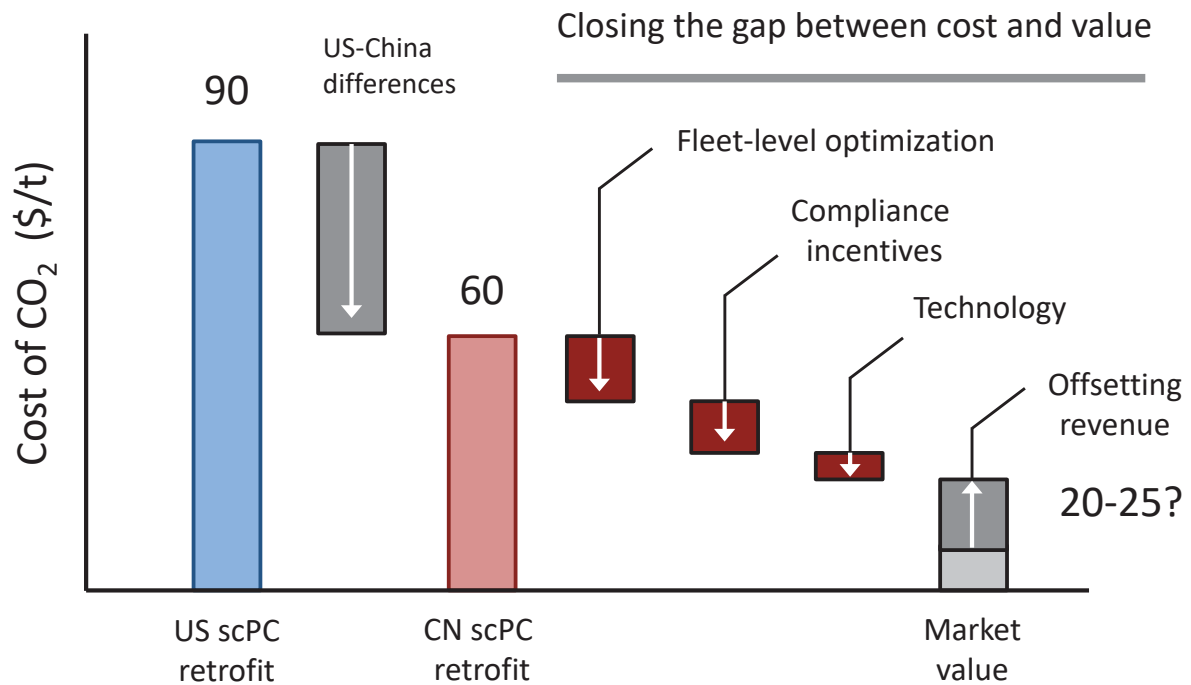 Closing the gap between cost and value
US-China
differences
90
Fleet-level optimization
Compliance
incentives
60
Technology
Offsetting
revenue
20-25?
Cost of CO₂ ($/t)
US scPC
retrofit
CN scPC
retrofit
Market
value